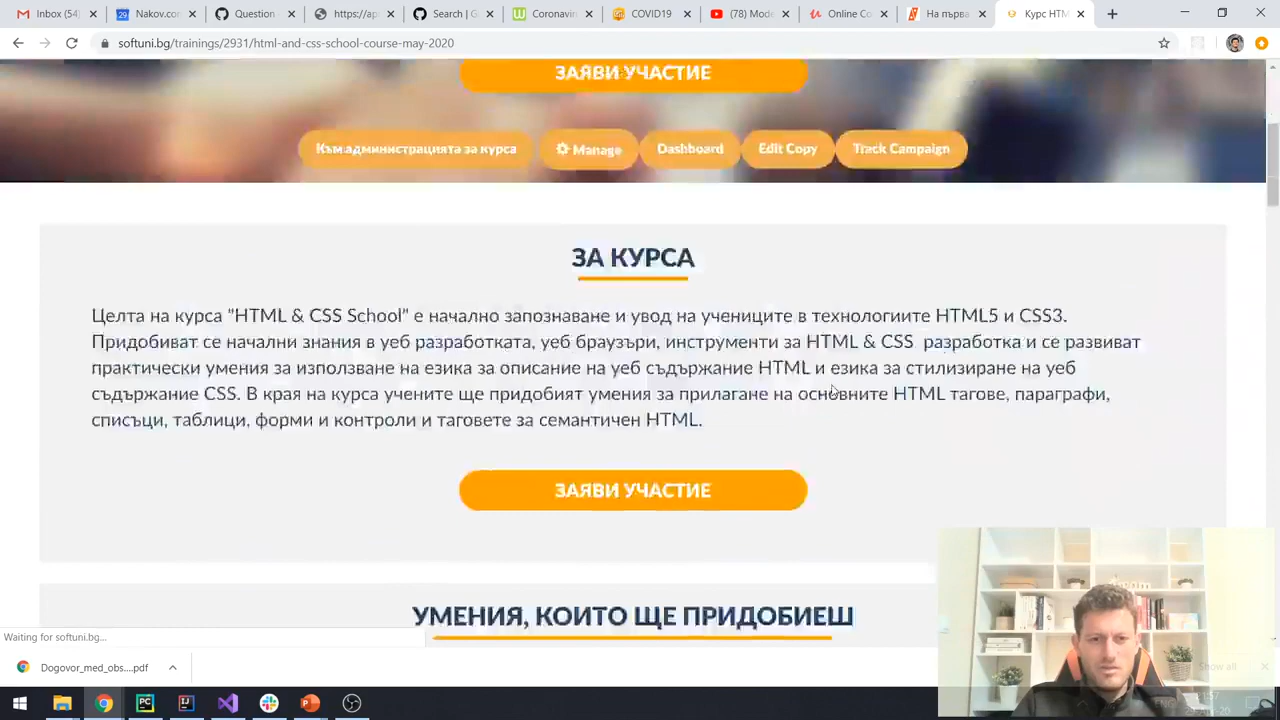 Inbox (54)
Nakov.con
Question
https://ap
Search | G
Coronavir
COVID19
(78) Mode
Online Co
На първа
Курс HTM
softuni.bg/trainings/2931/html-and-css-school-course-may-2020
ЗАЯВИ УЧАСТИЕ
Към администрацията за курса
Manage
Dashboard
Edit Copy
Track Campaign
ЗА КУРСА
Целта на курса "HTML & CSS School" е начално запознаване и увод на учениците в технологиите HTML5 и CSS3.
Придобиват се начални знания в уеб разработката, уеб браузъри, инструменти за HTML & CSS разработка и се развиват
практически умения за използване на езика за описание на уеб съдържание HTML и езика за стилизиране на уеб
съдържание CSS. В края на курса учените ще придобият умения за прилагане на основните HTML тагове, параграфи,
списъци, таблици, форми и контроли и таговете за семантичен HTML.
ЗАЯВИ УЧАСТИЕ
УМЕНИЯ, КОИТО ЩЕ ПРИДОБИЕШ
Waiting for softuni.bg...
Dogovor_med_obs....pdf
Show all
ENG